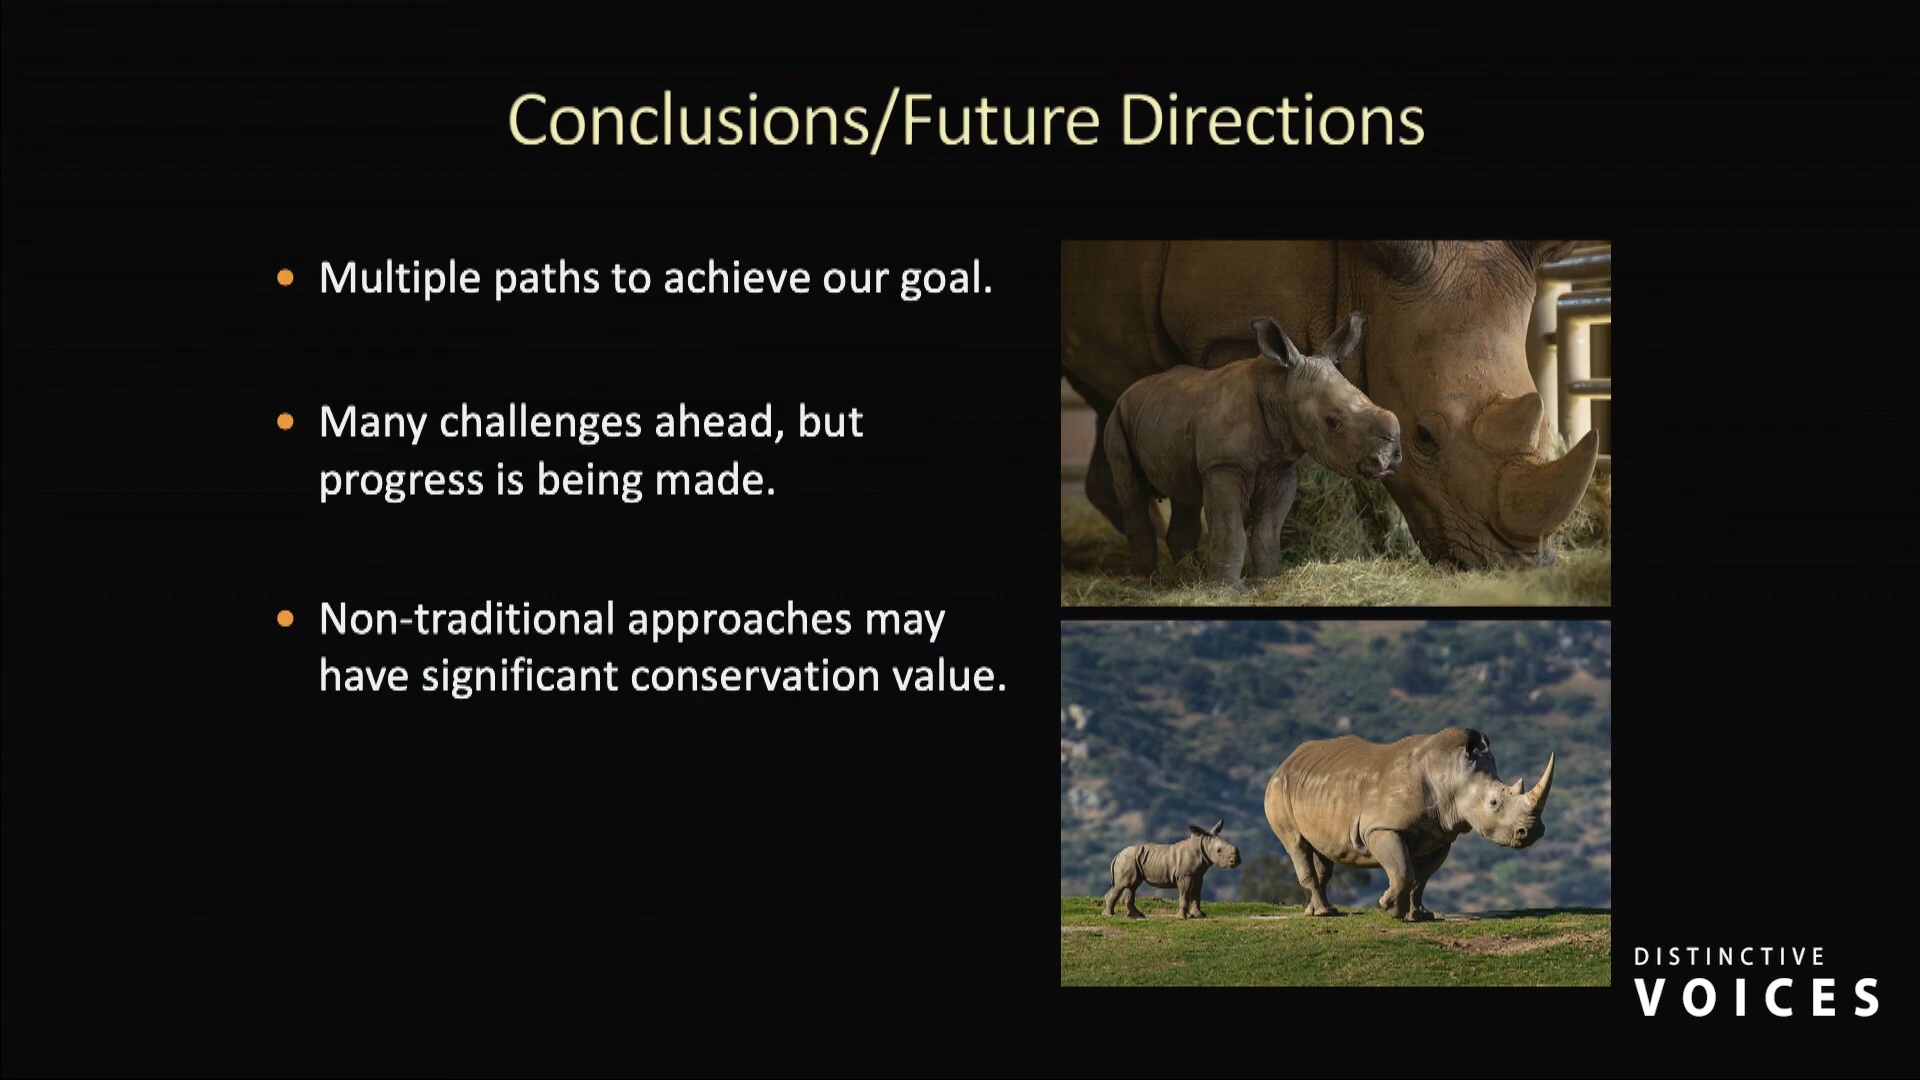 Conclusions/Future Directions
Multiple paths to achieve our goal.
Many challenges ahead, but
progress is being made.
Non-traditional approaches may
have significant conservation value.
DISTINCTIVE
VOICES